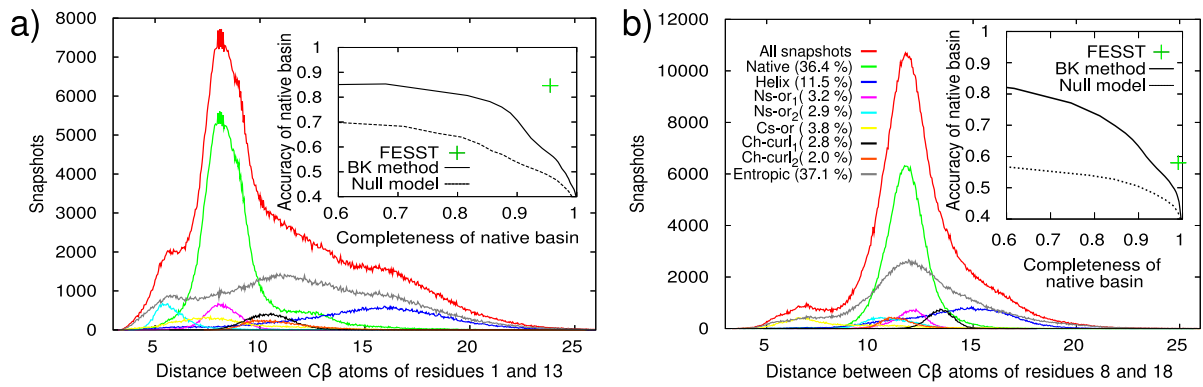 a)
8000
7000
6000
5000
4000
3000
2000
1000
0
Snapshots
5
10
15
20
25
Distance between Cβ atoms of residues 1 and 13
1
0.9
0.8
0.7
0.6
0.5
0.4
Accuracy of native basin
FESST
BK method
Null model
0.6
0.7
0.8
0.9
1
Completeness of native basin
b)
12000
10000
8000
6000
4000
2000
0
Snapshots
All snapshots
Native (36.4 %)
Helix (11.5 %)
Ns-or1 ( 3.2 %)
Ns-or2 ( 2.9 %)
Cs-or ( 3.8 %)
Ch-curl1 ( 2.8 %)
Ch-curl2 ( 2.0 %)
Entropic (37.1 %)
5
10
15
20
25
Distance between Cβ atoms of residues 8 and 18
1
0.9
0.8
0.7
0.6
0.5
0.4
Accuracy of native basin
FESST
BK method
Null model
0.6
0.7
0.8
0.9
1
Completeness of
native basin